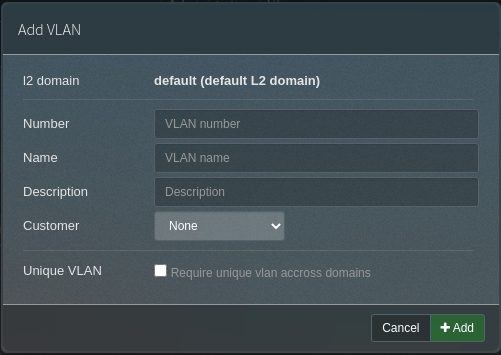 Add VLAN
l2 domain
default (default L2 domain)
Number
VLAN number
Name
VLAN name
Description
Description
Customer
None
Unique VLAN
Require unique vlan accross domains
Cancel
Add